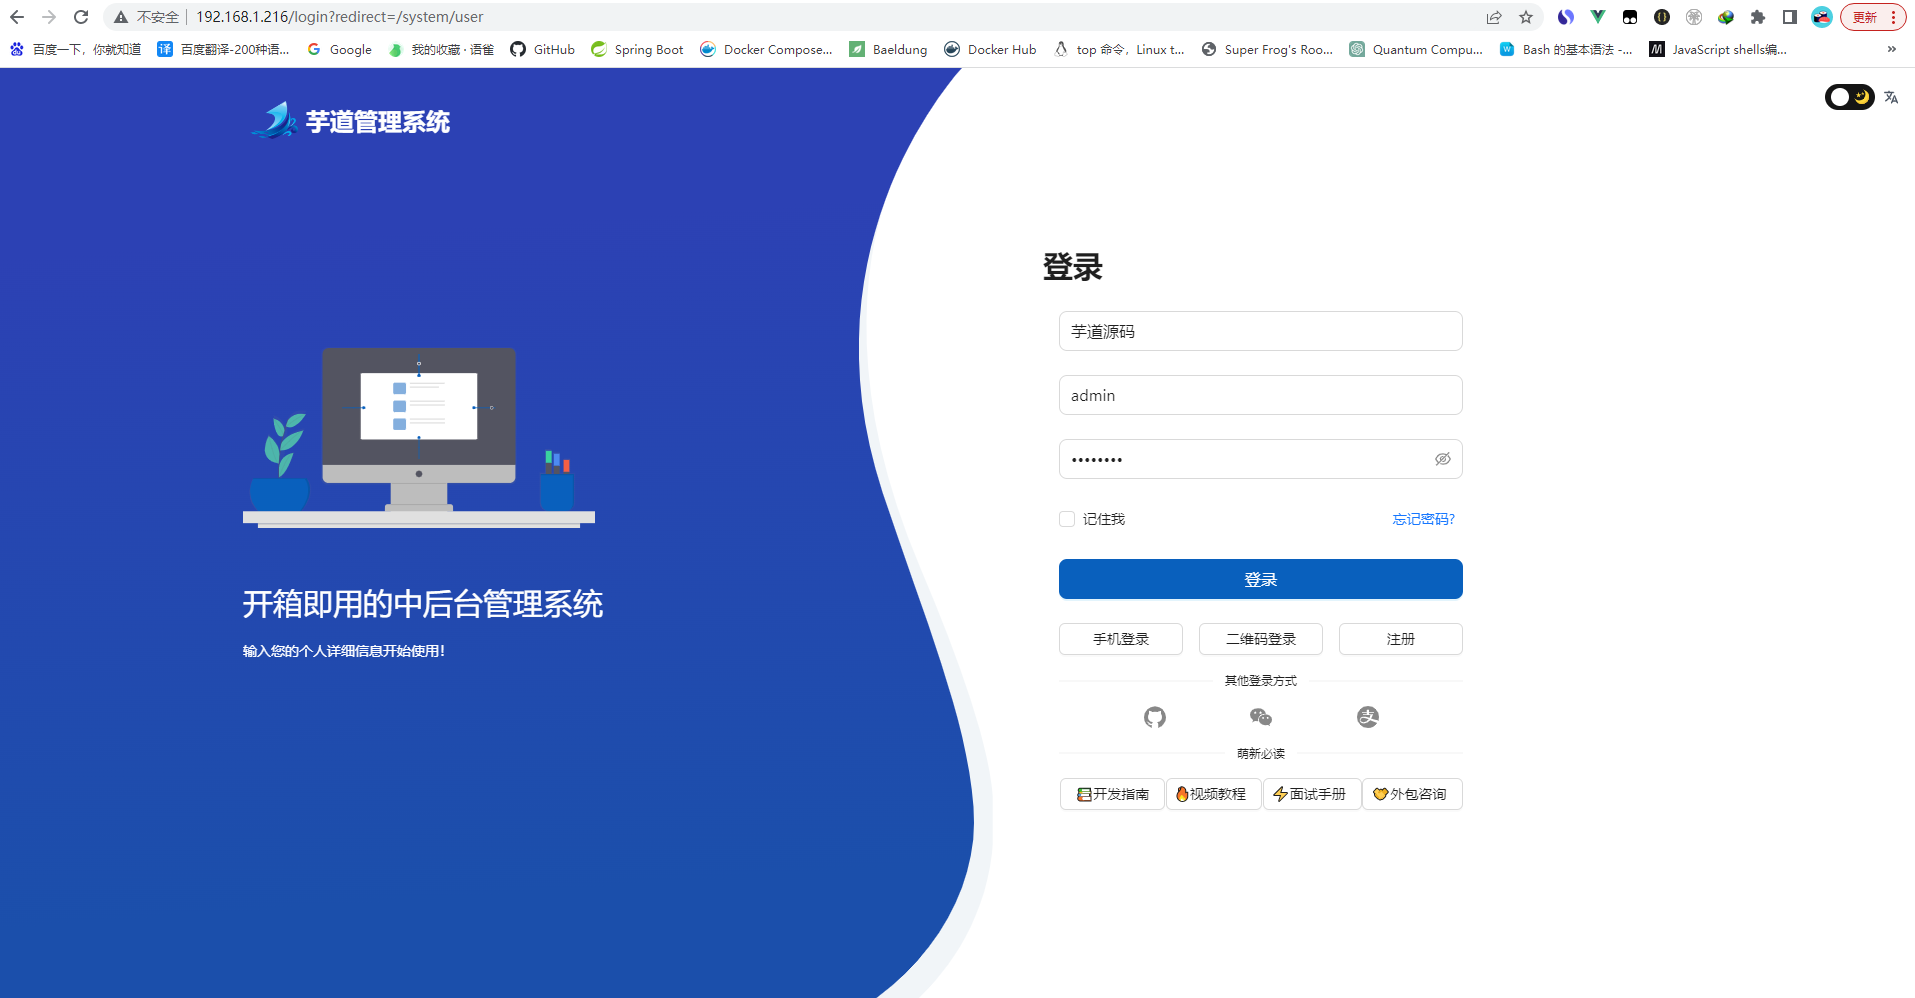 不安全 192.168.1.216/login?redirect=/system/user 更新
百度一下，你就知道 译 百度翻译-200种语... Google 我的收藏 · 语雀 GitHub Spring Boot Docker Compose... Baeldung Docker Hub top 命令，Linux t... Super Frog's Roo... Quantum Compu... Bash 的基本语法 -... JavaScript shells编... »
芋道管理系统
登录
芋道源码
admin
••••••••
记住我 忘记密码?
登录
手机登录 二维码登录 注册
其他登录方式
支
萌新必读
开发指南 视频教程 面试手册 外包咨询
开箱即用的中后台管理系统
输入您的个人详细信息开始使用！